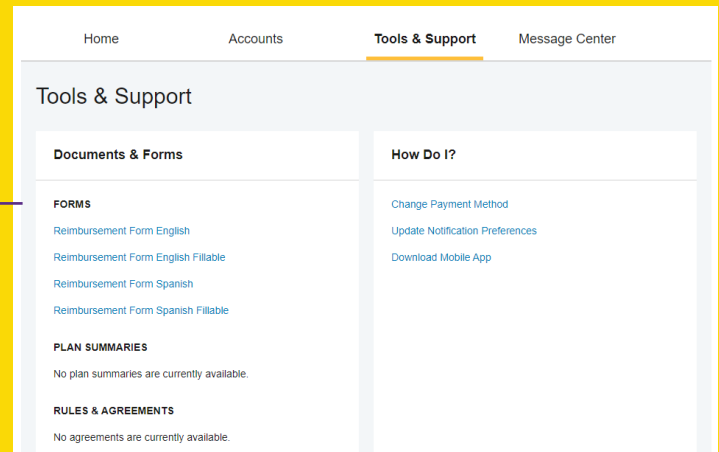 Home Accounts Tools & Support Message Center
Tools & Support
Documents & Forms
FORMS
Reimbursement Form English
Reimbursement Form English Fillable
Reimbursement Form Spanish
Reimbursement Form Spanish Fillable
PLAN SUMMARIES
No plan summaries are currently available.
RULES & AGREEMENTS
No agreements are currently available.
How Do I?
Change Payment Method
Update Notification Preferences
Download Mobile App